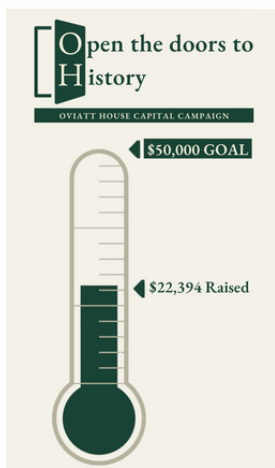 Open the doors to
History
OVIATT HOUSE CAPITAL CAMPAIGN
$50,000 GOAL
$22,394 Raised